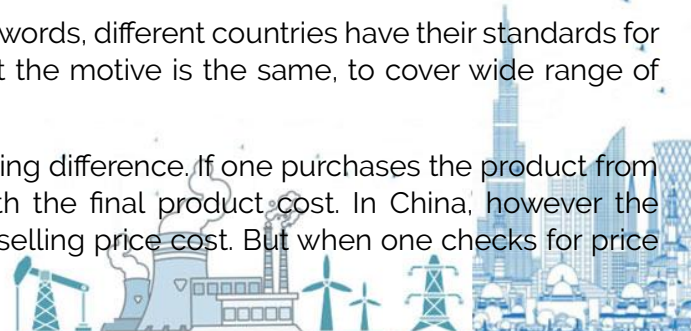 words, different countries have their standards for
t the motive is the same, to cover wide range of
ing difference. If one purchases the product from
th the final product cost. In China, however the
selling price cost. But when one checks for price